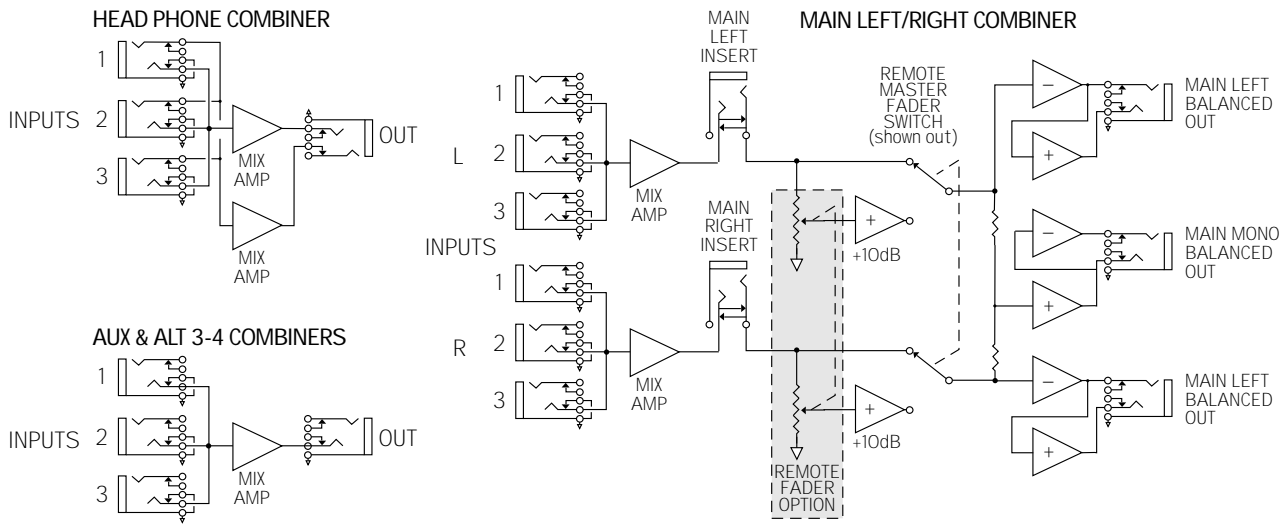 HEAD PHONE COMBINER
1
INPUTS 2
3
MIX
AMP
MIX
AMP
OUT
AUX & ALT 3-4 COMBINERS
1
INPUTS 2
3
MIX
AMP
OUT
MAIN LEFT/RIGHT COMBINER
MAIN
LEFT
INSERT
1
L 2
3
MIX
AMP
INPUTS
MAIN
RIGHT
INSERT
1
R 2
3
MIX
AMP
REMOTE
MASTER
FADER
SWITCH
(shown out)
+
+10dB
+
+10dB
REMOTE
FADER
OPTION
−
+
MAIN LEFT
BALANCED
OUT
−
+
MAIN MONO
BALANCED
OUT
−
+
MAIN LEFT
BALANCED
OUT